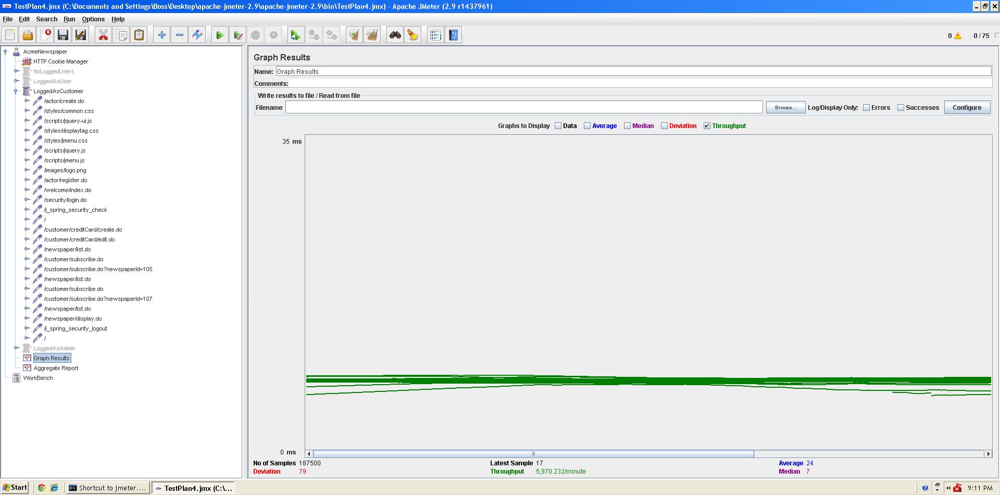 TestPlan4.jmx (C:\Documents and Settings\Boss\Desktop\apache-jmeter-2.9\apache-jmeter-2.9\bin\TestPlan4.jmx) - Apache JMeter (2.9 r1437961)
File Edit Search Run Options Help
0 0 / 75
AcmeNewspaper
HTTP Cookie Manager
NoLoggedUsers
LoggedAsUser
LoggedAsCustomer
/actor/create.do
/styles/common.css
/scripts/jquery-ui.js
/styles/displaytag.css
/styles/jmenu.css
/scripts/jquery.js
/scripts/jmenu.js
/images/logo.png
/actor/register.do
/welcome/index.do
/security/login.do
/j_spring_security_check
/
/customer/creditCard/create.do
/customer/creditCard/edit.do
/newspaper/list.do
/customer/subscribe.do
/customer/subscribe.do?newspaperId=105
/newspaper/list.do
/customer/subscribe.do
/customer/subscribe.do?newspaperId=107
/newspaper/list.do
/newspaper/display.do
/j_spring_security_logout
/
LoggedAsAdmin
Graph Results
Aggregate Report
WorkBench
Graph Results
Name: Graph Results
Comments:
Write results to file / Read from file
Filename Browse... Log/Display Only: Errors Successes Configure
Graphs to Display Data Average Median Deviation Throughput
35 ms
0 ms
No of Samples 187500 Latest Sample 17 Average 24
Deviation 79 Throughput 5,970.232/minute Median 7
Start Shortcut to jmeter.... TestPlan4.jmx (C:\... « 9:11 PM